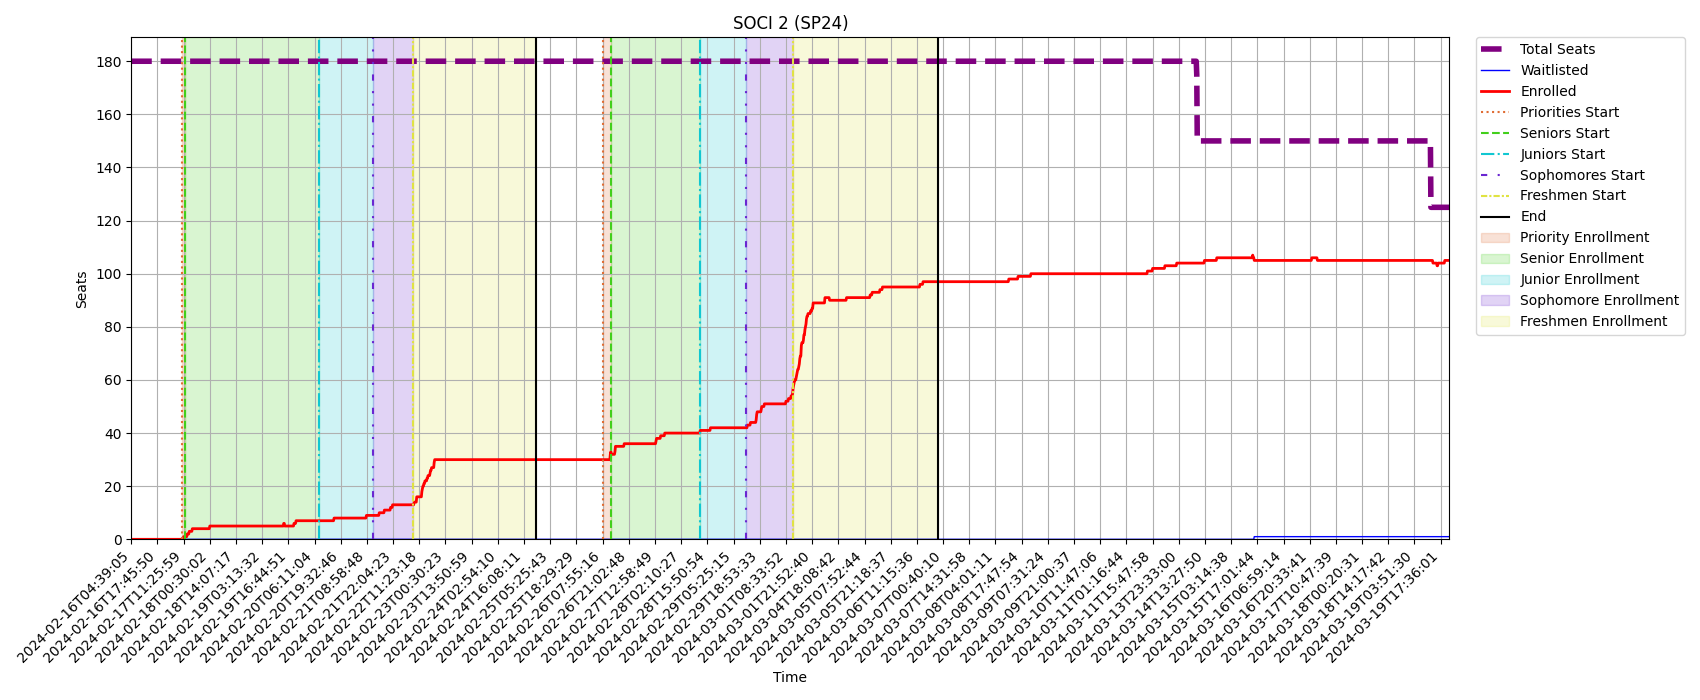 SOCI 2 (SP24)
Seats
180
160
140
120
100
80
60
40
20
0
2024-02-16T04:39:05
2024-02-16T17:45:50
2024-02-17T11:25:59
2024-02-18T00:30:02
2024-02-18T14:07:17
2024-02-19T03:13:32
2024-02-19T16:44:51
2024-02-20T06:11:04
2024-02-20T19:32:46
2024-02-21T08:58:48
2024-02-21T22:04:23
2024-02-22T11:23:18
2024-02-23T00:30:23
2024-02-23T13:50:59
2024-02-24T02:54:10
2024-02-24T16:08:11
2024-02-25T05:25:43
2024-02-25T18:29:29
2024-02-26T07:55:16
2024-02-26T21:02:48
2024-02-27T12:58:49
2024-02-28T02:10:27
2024-02-28T15:50:54
2024-02-29T05:25:15
2024-02-29T18:53:33
2024-03-01T08:33:52
2024-03-01T21:52:40
2024-03-04T18:08:42
2024-03-05T07:52:44
2024-03-05T21:18:37
2024-03-06T11:15:36
2024-03-07T00:40:10
2024-03-07T14:31:58
2024-03-08T04:01:11
2024-03-08T17:47:54
2024-03-09T07:31:24
2024-03-09T21:00:37
2024-03-10T11:47:06
2024-03-11T01:16:44
2024-03-11T15:47:58
2024-03-13T23:33:00
2024-03-14T13:27:50
2024-03-15T03:14:38
2024-03-15T17:01:44
2024-03-16T06:59:14
2024-03-16T20:33:41
2024-03-17T10:47:39
2024-03-18T00:20:31
2024-03-18T14:17:42
2024-03-19T03:51:30
2024-03-19T17:36:01
Time
Total Seats
Waitlisted
Enrolled
Priorities Start
Seniors Start
Juniors Start
Sophomores Start
Freshmen Start
End
Priority Enrollment
Senior Enrollment
Junior Enrollment
Sophomore Enrollment
Freshmen Enrollment